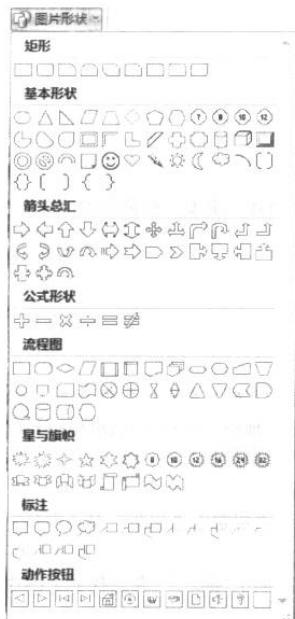 图片形状
矩形
基本形状
箭头总汇
公式形状
流程图
星与旗帜
标注
动作按钮